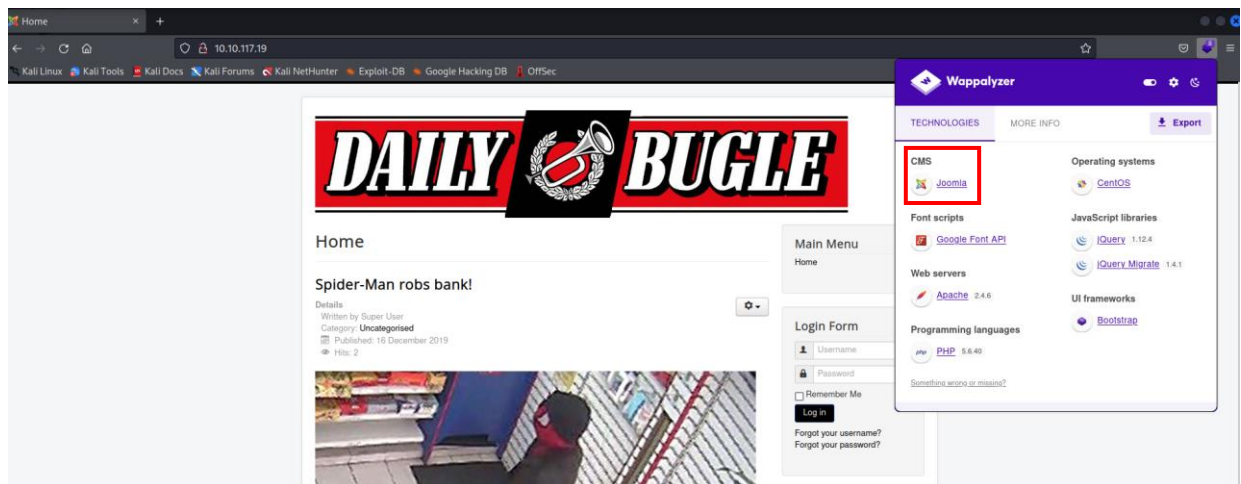 Home
10.10.117.19
Kali Linux Kali Tools Kali Docs Kali Forums Kali NetHunter Exploit-DB Google Hacking DB OffSec
DAILY BUGLE
Home
Spider-Man robs bank!
Details
Written by Super User
Category: Uncategorised
Published: 16 December 2019
Hits: 2
Main Menu
Home
Login Form
Username
Password
Remember Me
Log in
Forgot your username?
Forgot your password?
Wappalyzer
TECHNOLOGIES MORE INFO Export
CMS
Joomla
Font scripts
Google Font API
Web servers
Apache 2.4.6
Programming languages
php PHP 5.6.40
Something wrong or missing?
Operating systems
CentOS
JavaScript libraries
jQuery 1.12.4
jQuery Migrate 1.4.1
UI frameworks
Bootstrap